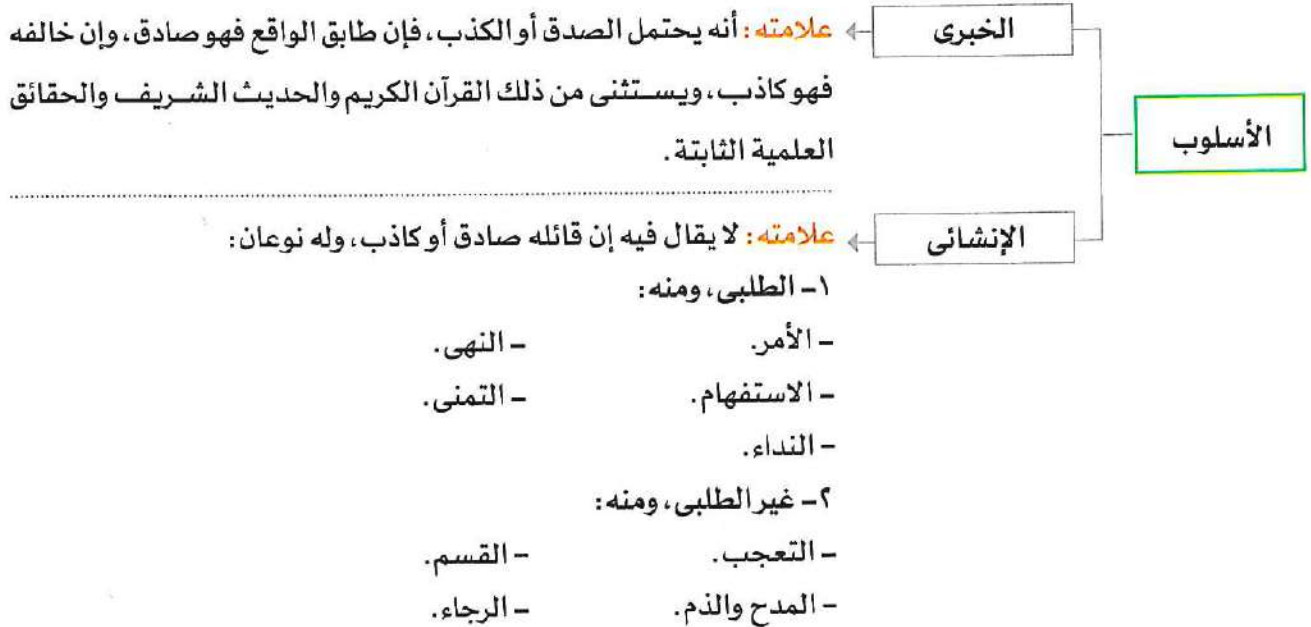 الأسلوب
الخبرى
علامته: أنه يحتمل الصدق أو الكذب، فإن طابق الواقع فهو صادق، وإن خالفه
فهو كاذب، ويستثنى من ذلك القرآن الكريم والحديث الشريف والحقائق
العلمية الثابتة.
الإنشائى
علامته: لا يقال فيه إن قائله صادق أو كاذب، وله نوعان:
١- الطلبى، ومنه:
- الأمر. - النهى.
- الاستفهام. - التمنى.
- النداء.
٢- غير الطلبى، ومنه:
- التعجب. - القسم.
- المدح والذم. - الرجاء.